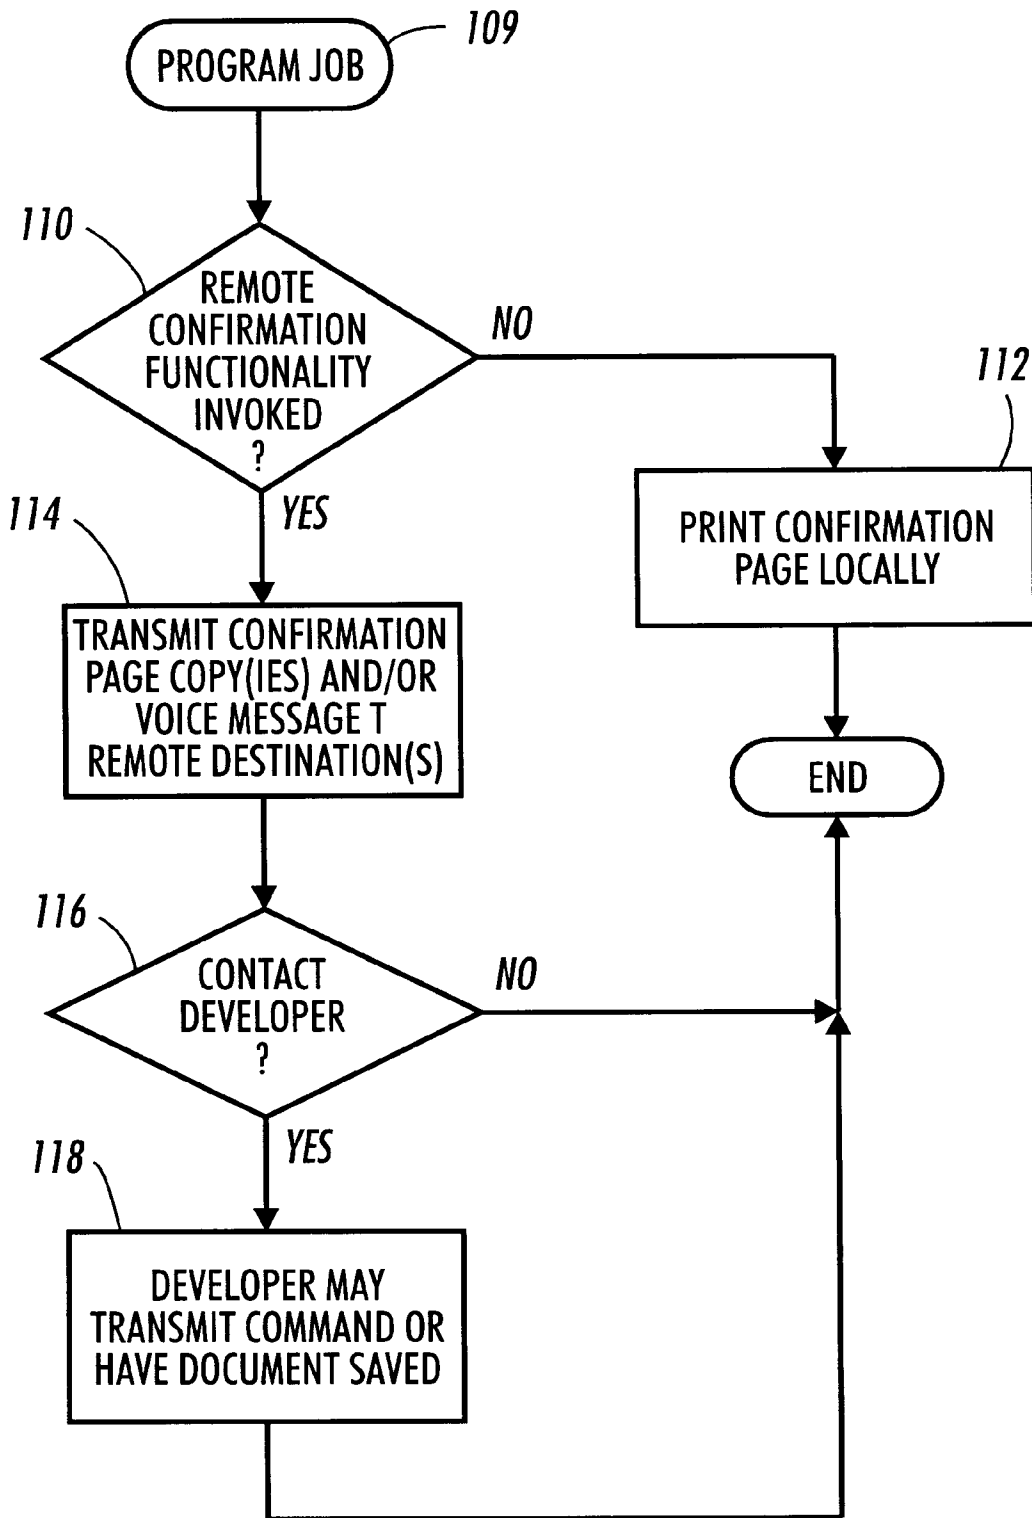 109
PROGRAM JOB
110
REMOTE
CONFIRMATION
FUNCTIONALITY
INVOKED
?
NO
YES
112
PRINT CONFIRMATION
PAGE LOCALLY
114
TRANSMIT CONFIRMATION
PAGE COPY(IES) AND/OR
VOICE MESSAGE T
REMOTE DESTINATION(S)
END
116
CONTACT
DEVELOPER
?
NO
YES
118
DEVELOPER MAY
TRANSMIT COMMAND OR
HAVE DOCUMENT SAVED